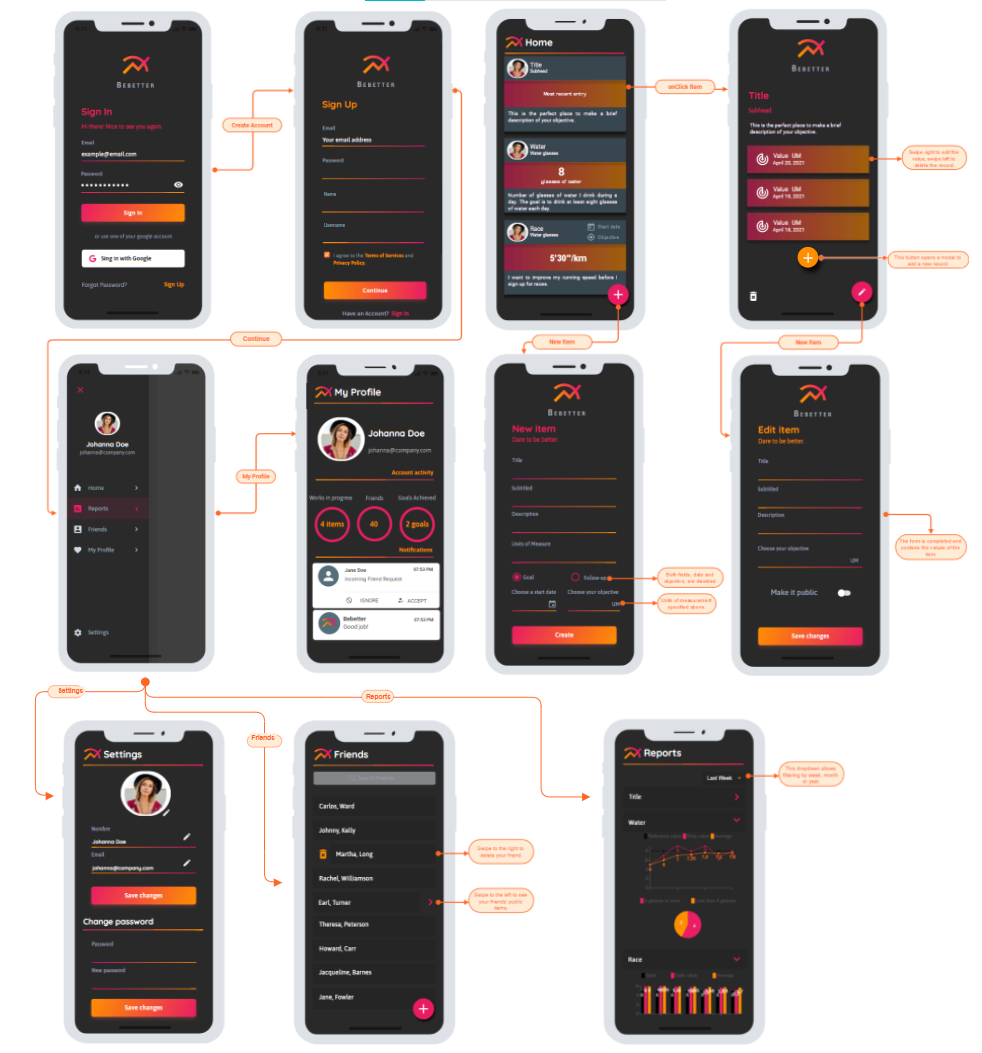 BEBETTER
Sign In
Hi there! Nice to see you again.
Email
example@email.com
Password
Sign In
or use one of your google account
Sing in with Google
Forgot Password?
Sign Up
Create Account
BEBETTER
Sign Up
Email
Your email address
Password
Name
Username
I agree to the Terms of Services and
Privacy Policy.
Continue
Have an Account? Sign In
Home
Title
Subhead
Most recent entry
This is the perfect place to make a brief
description of your objective.
Water
Water glasses
8
glasses of water
Number of glasses of water I drink during a
day. The goal is to drink at least eight glasses
of water each day.
Race
Water glasses
Start date
Objective
5'30"/km
I want to improve my running speed before I
sign up for races.
onClick Item
BEBETTER
Title
Subhead
This is the perfect place to make a brief
description of your objective.
Value UM
April 20, 2021
Value UM
April 19, 2021
Value UM
April 18, 2021
Swipe right to edit the
value, swipe left to
delete the record.
This button opens a modal to
add a new record
Continue
New Item
New Item
Johanna Doe
johanna@company.com
Home
Reports
Friends
My Profile
Settings
My Profile
My Profile
Johanna Doe
johanna@company.com
Account activity
Works in progress
Friends
Goals Achieved
4 items
40
2 goals
Notifications
Jane Doe
07:53 PM
Incoming Friend Request
IGNORE
ACCEPT
Bebetter
07:53 PM
Good job!
BEBETTER
New item
Dare to be better.
Title
Subtitled
Description
Units of Measure
Goal
Follow up
Choose a start date
Choose your objective
UM
Create
Both fields, date and
objective, are disabled
Units of measurement
specified above
BEBETTER
Edit item
Dare to be better.
Title
Subtitled
Description
Choose your objective
UM
Make it public
Save changes
The form is completed and
contains the values of the
item.
Settings
Friends
Reports
Settings
Nombre
Johanna Doe
Email
johanna@company.com
Save changes
Change password
Password
New password
Save changes
Friends
Search Friends
Carlos, Ward
Johnny, Kelly
Martha, Long
Rachel, Williamson
Earl, Turner
Theresa, Peterson
Howard, Carr
Jacqueline, Barnes
Jane, Fowler
Swipe to the right to
delete your friend.
Swipe to the left to see
your friends' public
items.
Reports
Last Week
Title
Water
Average
Race
Goal
Average
This dropdown allows
filtering by week, month
or year.